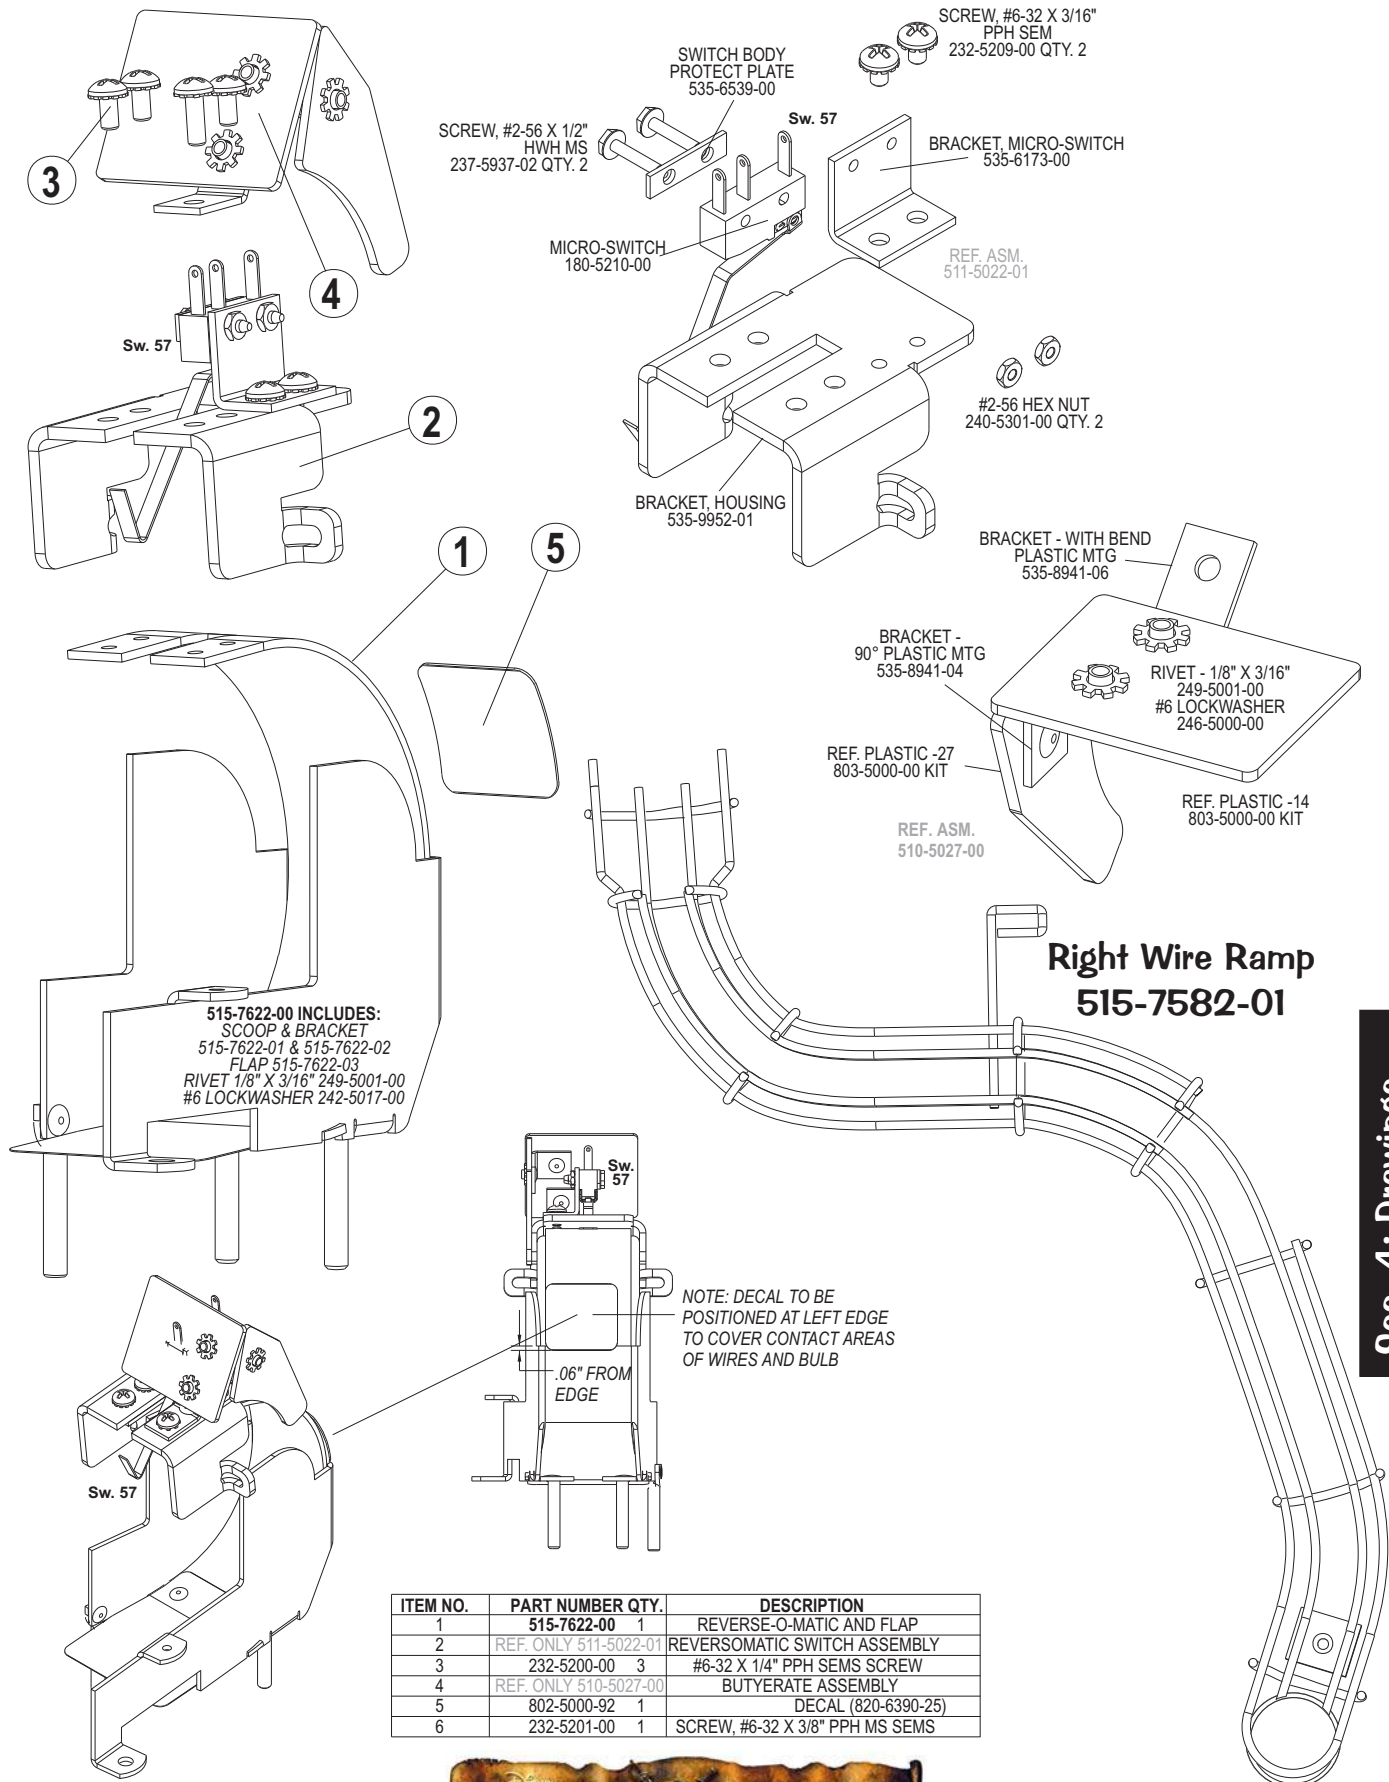 SCREW, #6-32 X 3/16"
PPH SEM
232-5209-00 QTY. 2
SWITCH BODY
PROTECT PLATE
535-6539-00
Sw. 57
SCREW, #2-56 X 1/2"
HWH MS
237-5937-02 QTY. 2
BRACKET, MICRO-SWITCH
535-6173-00
3
MICRO-SWITCH
180-5210-00
REF. ASM.
511-5022-01
4
Sw. 57
2
#2-56 HEX NUT
240-5301-00 QTY. 2
BRACKET, HOUSING
535-9952-01
1
5
BRACKET - WITH BEND
PLASTIC MTG
535-8941-06
BRACKET -
90° PLASTIC MTG
535-8941-04
RIVET - 1/8" X 3/16"
249-5001-00
#6 LOCKWASHER
246-5000-00
REF. PLASTIC -27
803-5000-00 KIT
REF. PLASTIC -14
803-5000-00 KIT
REF. ASM.
510-5027-00
Right Wire Ramp
515-7582-01
515-7622-00 INCLUDES:
SCOOP & BRACKET
515-7622-01 & 515-7622-02
FLAP 515-7622-03
RIVET 1/8" X 3/16" 249-5001-00
#6 LOCKWASHER 242-5017-00
Sw.
57
NOTE: DECAL TO BE
POSITIONED AT LEFT EDGE
TO COVER CONTACT AREAS
OF WIRES AND BULB
.06" FROM
EDGE
Sw. 57
ITEM NO. PART NUMBER QTY. DESCRIPTION
1 515-7622-00 1 REVERSE-O-MATIC AND FLAP
2 REF. ONLY 511-5022-01 REVERSOMATIC SWITCH ASSEMBLY
3 232-5200-00 3 #6-32 X 1/4" PPH SEMS SCREW
4 REF. ONLY 510-5027-00 BUTYERATE ASSEMBLY
5 802-5000-92 1 DECAL (820-6390-25)
6 232-5201-00 1 SCREW, #6-32 X 3/8" PPH MS SEMS